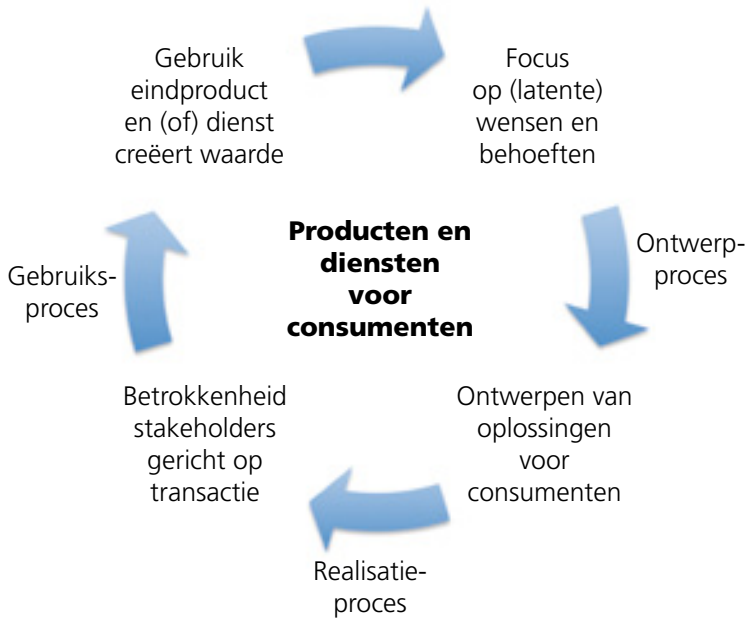 Gebruik
eindproduct
en (of) dienst
creëert waarde
Focus
op (latente)
wensen en
behoeften
Producten en
diensten
voor
consumenten
Ontwerp-
proces
Gebruiks-
proces
Betrokkenheid
stakeholders
gericht op
transactie
Ontwerpen van
oplossingen
voor
consumenten
Realisatie-
proces